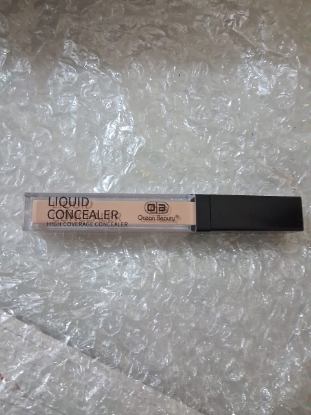 LIQUID
CONCEALER
HIGH COVERAGE CONCEALER
OB
Ocean Beauty